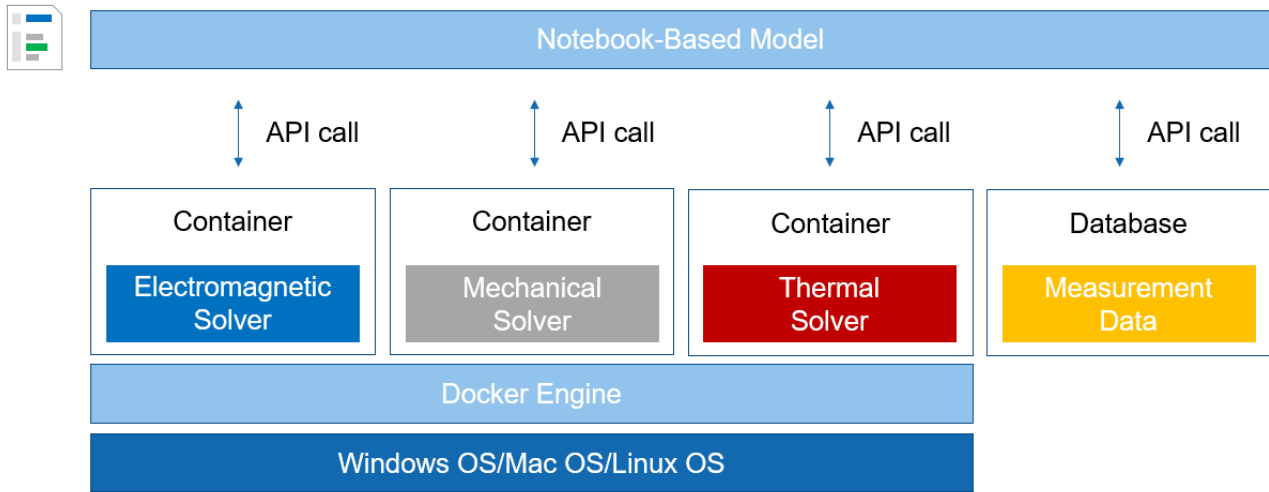 Notebook-Based Model
API call
API call
API call
API call
Container
Container
Container
Database
Electromagnetic
Solver
Mechanical
Solver
Thermal
Solver
Measurement
Data
Docker Engine
Windows OS/Mac OS/Linux OS